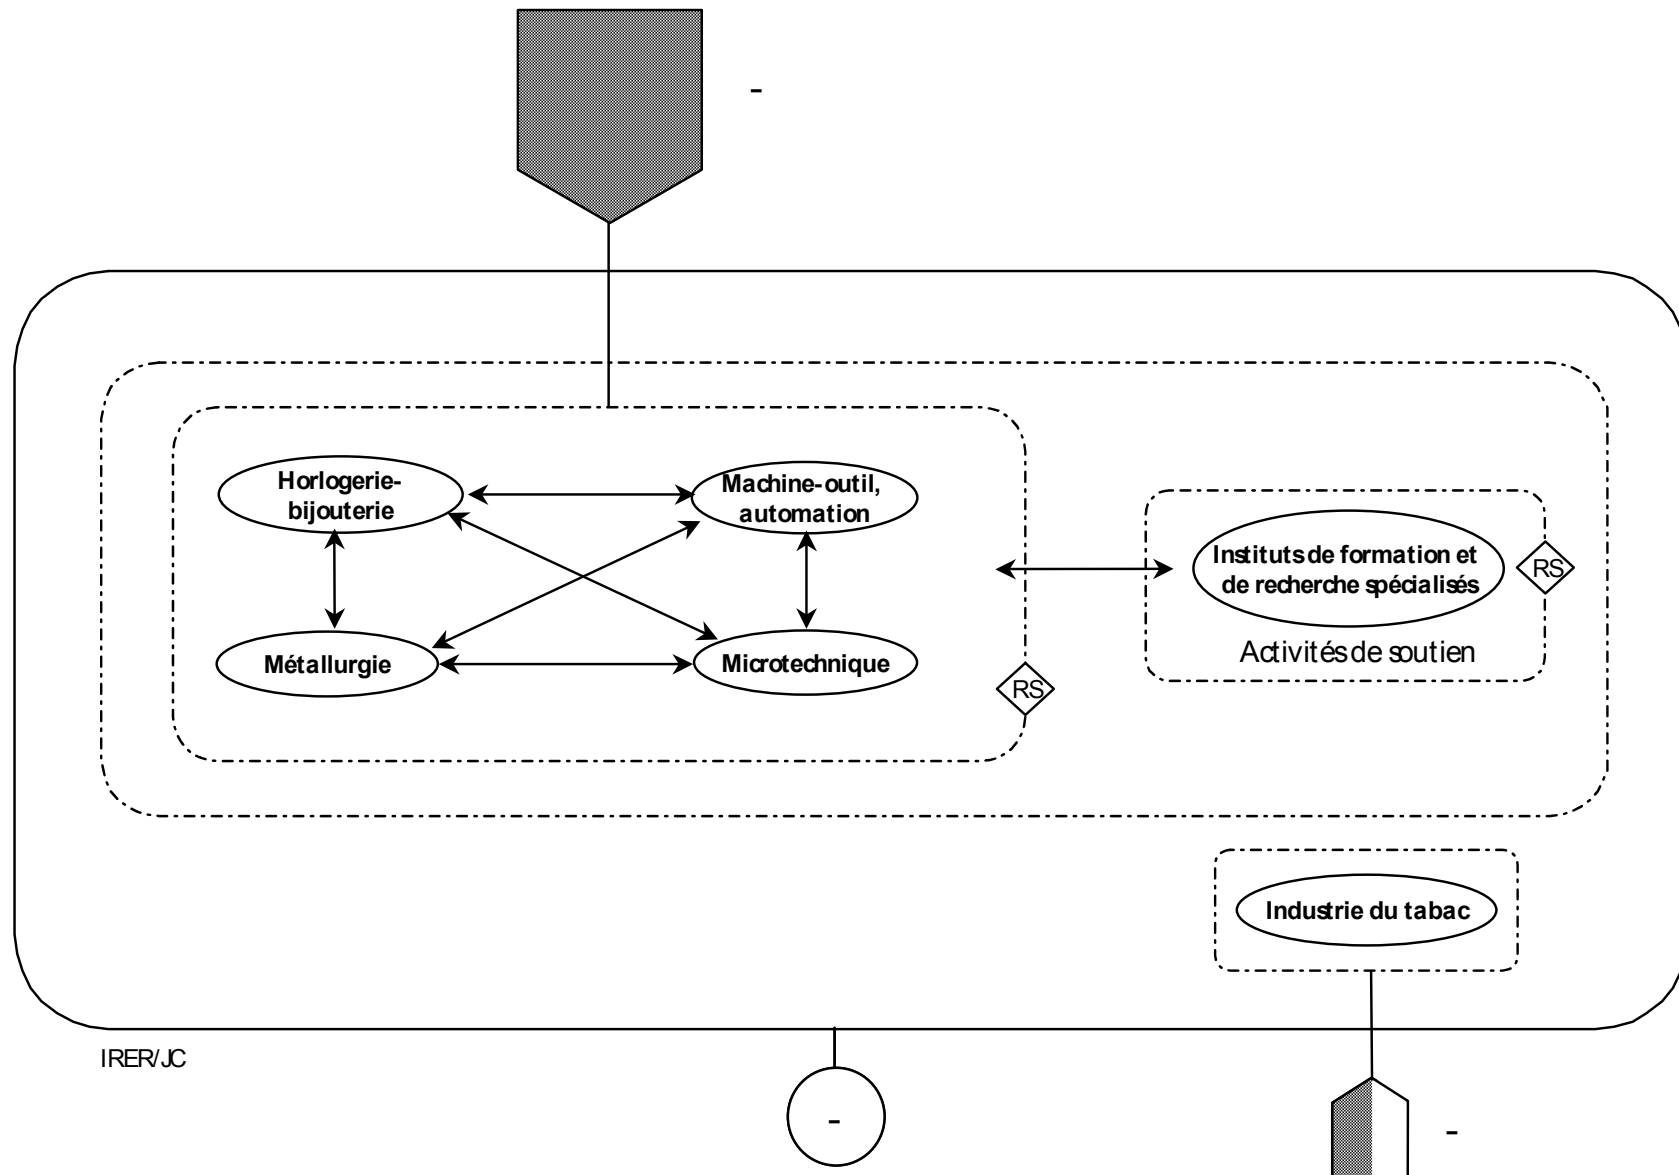 -
Horlogerie-
bijouterie
Machine-outil,
automation
Métallurgie
Microtechnique
RS
Instituts de formation et
de recherche spécialisés
Activités de soutien
RS
Industrie du tabac
IRER/JC
-
-